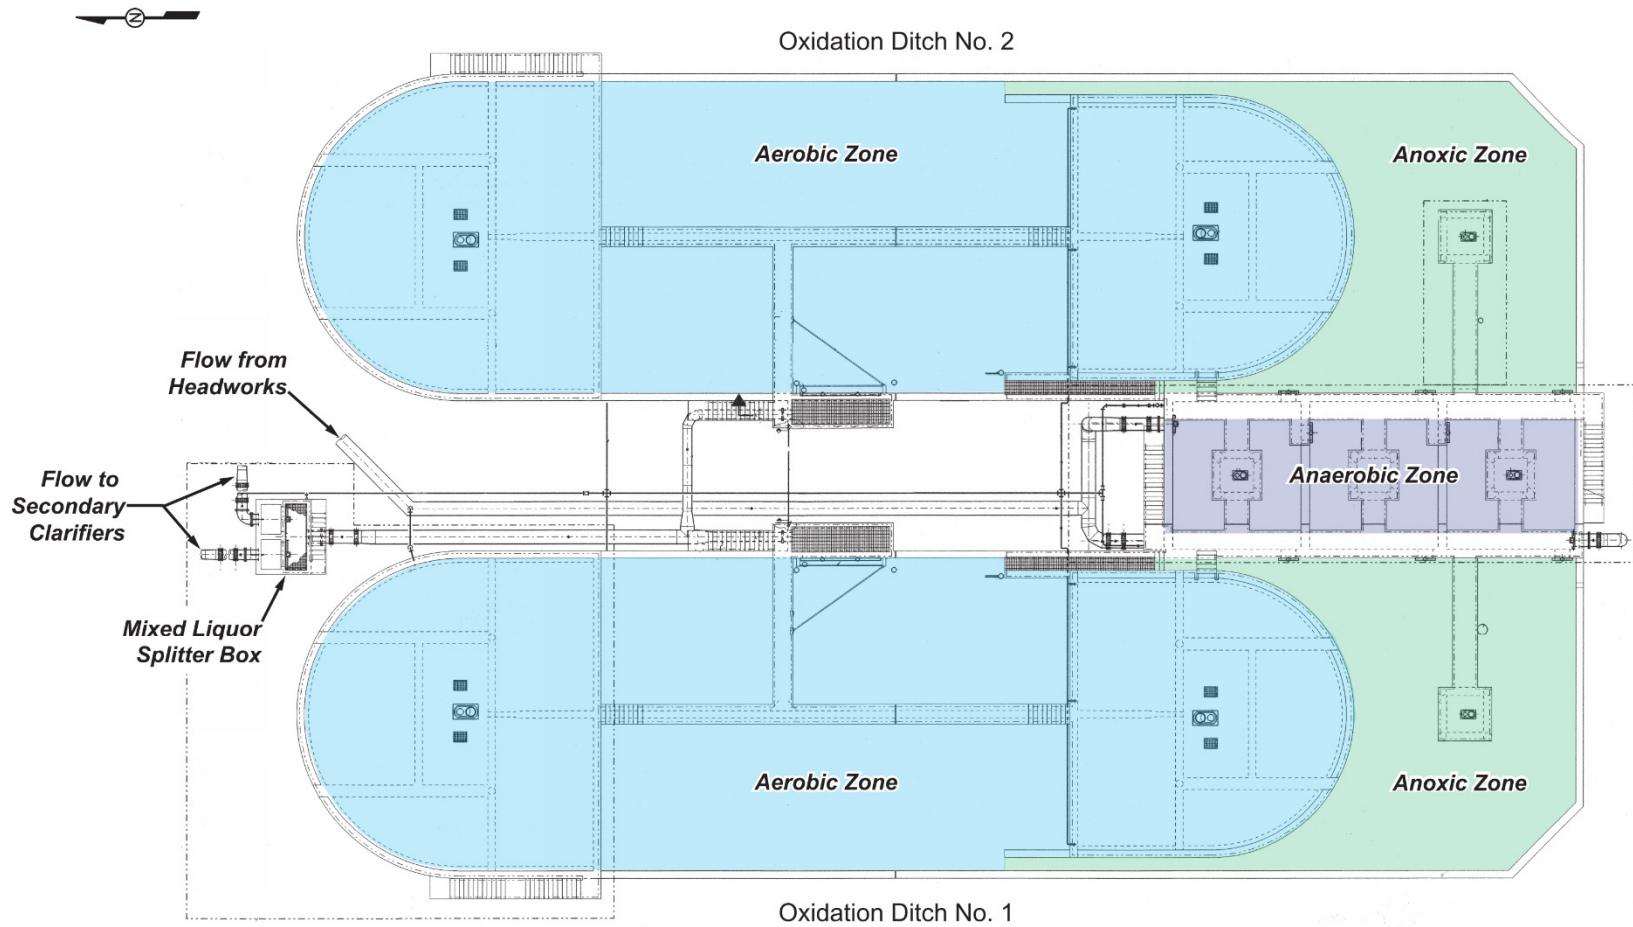 N
Oxidation Ditch No. 2
Aerobic Zone
Anoxic Zone
Flow from
Headworks
Flow to
Secondary
Clarifiers
Anaerobic Zone
Mixed Liquor
Splitter Box
Aerobic Zone
Anoxic Zone
Oxidation Ditch No. 1